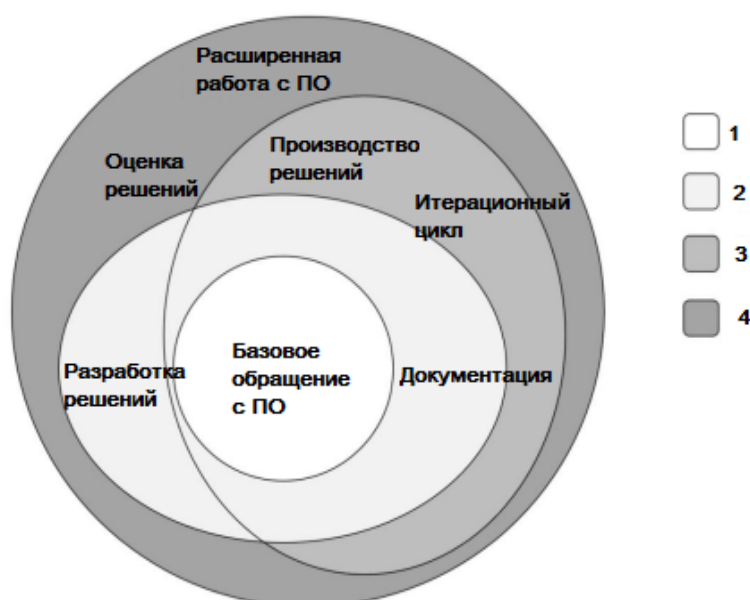 Расширенная
работа с ПО
Оценка
решений
Производство
решений
Итерационный
цикл
Разработка
решений
Базовое
обращение
с ПО
Документация
1
2
3
4